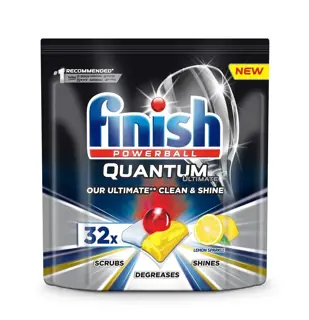 #1 RECOMMENDED*
NEW
finish
POWERBALL
QUANTUM
ULTIMATE
OUR ULTIMATE** CLEAN & SHINE
32x
LEMON SPARKLE
SCRUBS
SHINES
DEGREASES